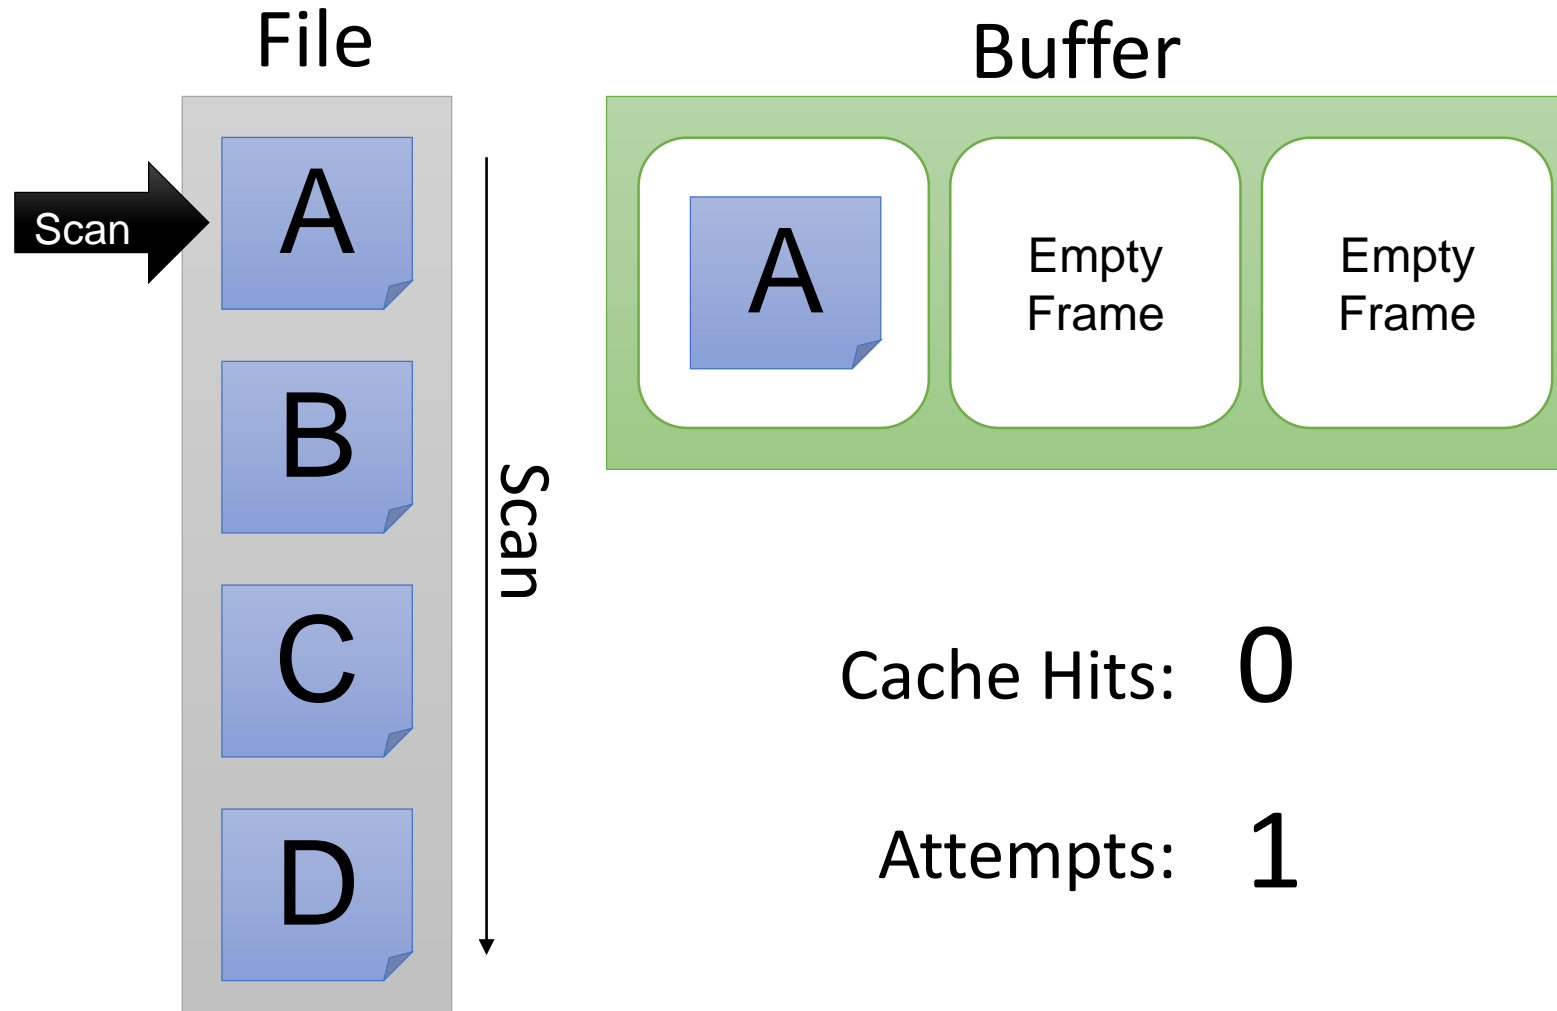 File
Buffer
Scan
A
B
C
D
Scan
A
Empty
Frame
Empty
Frame
Cache Hits: 0
Attempts: 1